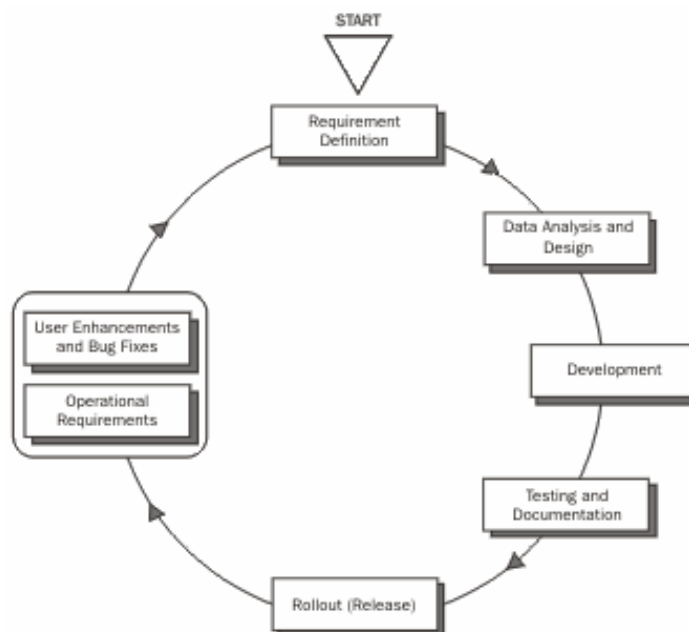 START
Requirement
Definition
Data Analysis and
Design
Development
Testing and
Documentation
Rollout (Release)
User Enhancements
and Bug Fixes
Operational
Requirements